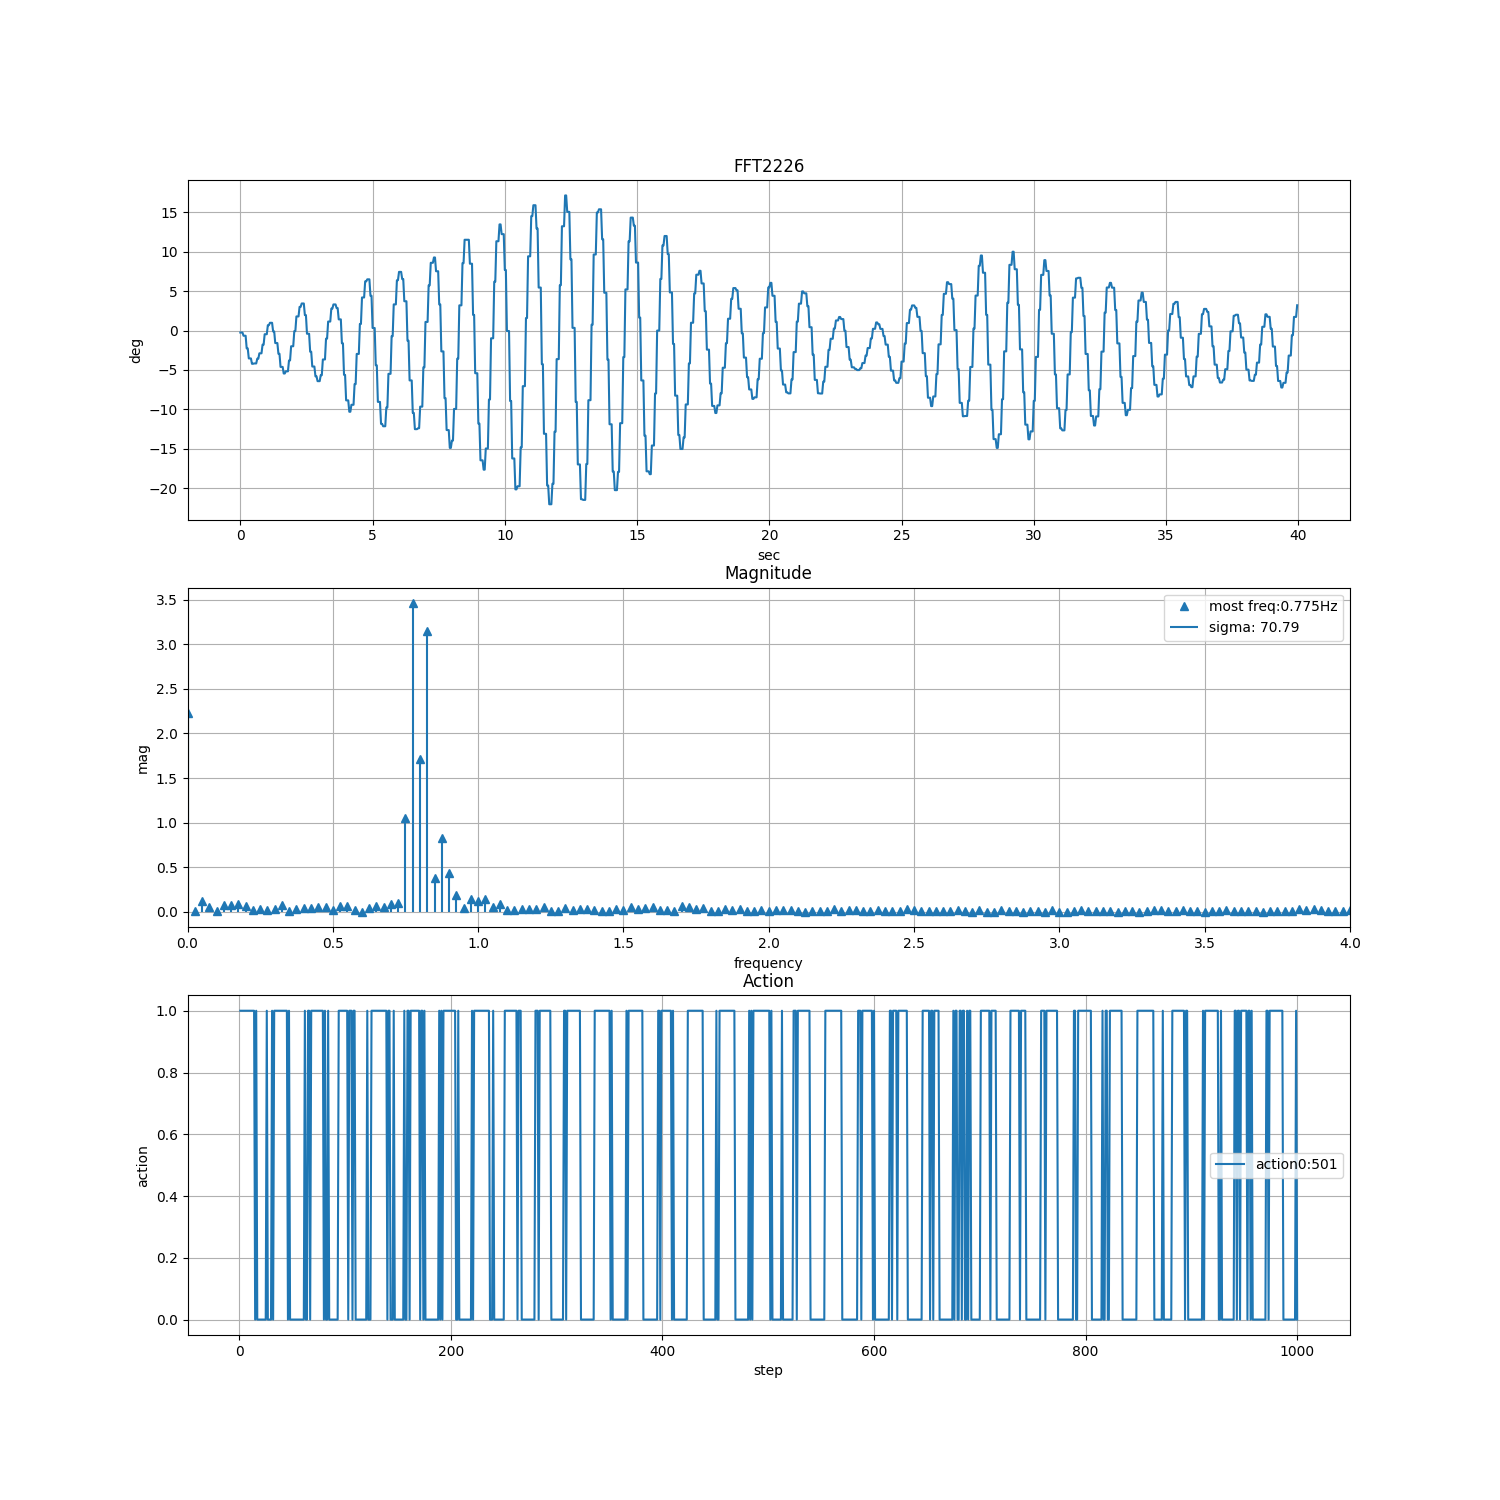 FFT2226
15
10
5
0
−5
−10
−15
−20
deg
0 5 10 15 20 25 30 35 40
sec
Magnitude
3.5
3.0
2.5
2.0
1.5
1.0
0.5
0.0
mag
most freq:0.775Hz
sigma: 70.79
0.0 0.5 1.0 1.5 2.0 2.5 3.0 3.5 4.0
frequency
Action
1.0
0.8
0.6
0.4
0.2
0.0
action
action0:501
0 200 400 600 800 1000
step